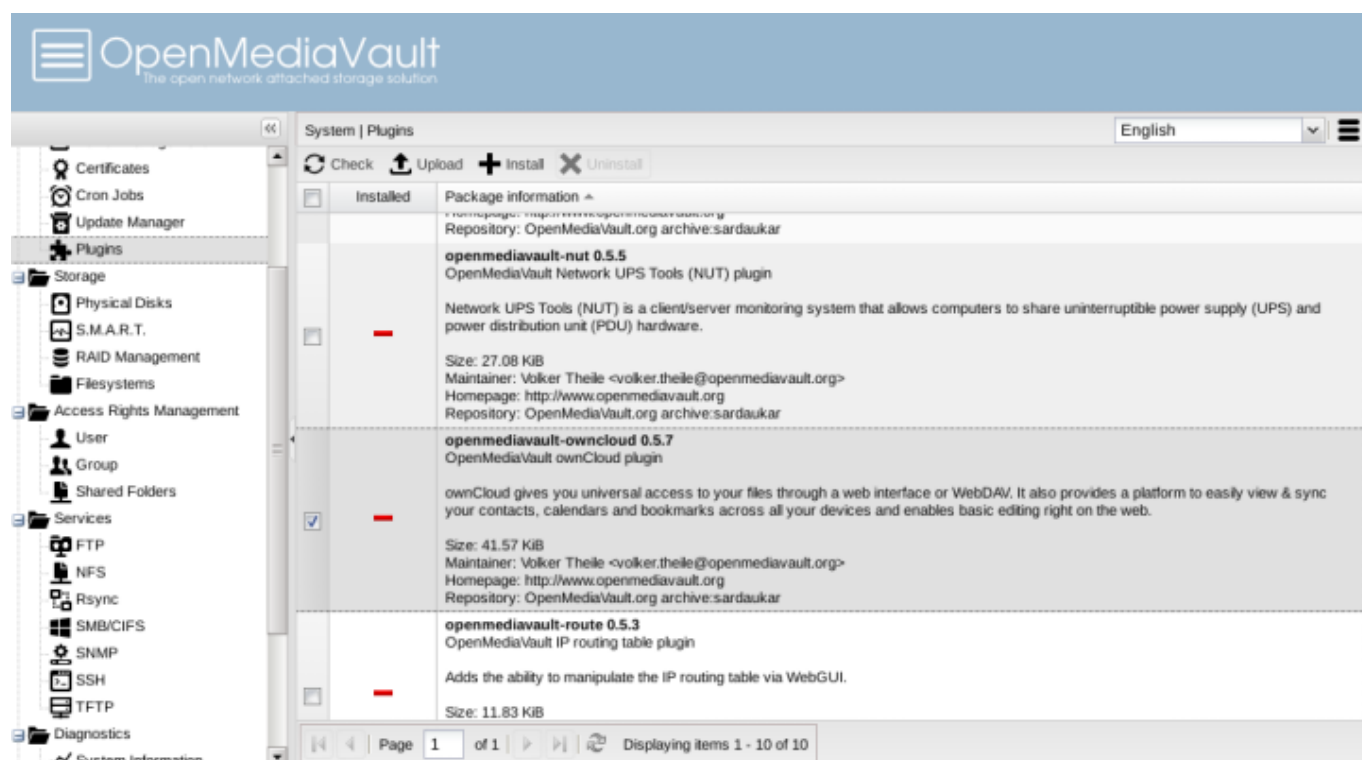 OpenMediaVault
The open network attached storage solution
System | Plugins
English
Certificates
Cron Jobs
Update Manager
Plugins
Storage
Physical Disks
S.M.A.R.T.
RAID Management
Filesystems
Access Rights Management
User
Group
Shared Folders
Services
FTP
NFS
Rsync
SMB/CIFS
SNMP
SSH
TFTP
Diagnostics
System Information
Check Upload Install Uninstall
Installed Package information
Homepage: http://www.openmediavault.org
Repository: OpenMediaVault.org archive:sardaukar
openmediavault-nut 0.5.5
OpenMediaVault Network UPS Tools (NUT) plugin
Network UPS Tools (NUT) is a client/server monitoring system that allows computers to share uninterruptible power supply (UPS) and
power distribution unit (PDU) hardware.
Size: 27.08 KiB
Maintainer: Volker Theile <volker.theile@openmediavault.org>
Homepage: http://www.openmediavault.org
Repository: OpenMediaVault.org archive:sardaukar
openmediavault-owncloud 0.5.7
OpenMediaVault ownCloud plugin
ownCloud gives you universal access to your files through a web interface or WebDAV. It also provides a platform to easily view & sync
your contacts, calendars and bookmarks across all your devices and enables basic editing right on the web.
Size: 41.57 KiB
Maintainer: Volker Theile <volker.theile@openmediavault.org>
Homepage: http://www.openmediavault.org
Repository: OpenMediaVault.org archive:sardaukar
openmediavault-route 0.5.3
OpenMediaVault IP routing table plugin
Adds the ability to manipulate the IP routing table via WebGUI.
Size: 11.83 KiB
Page 1 of 1 Displaying items 1 - 10 of 10